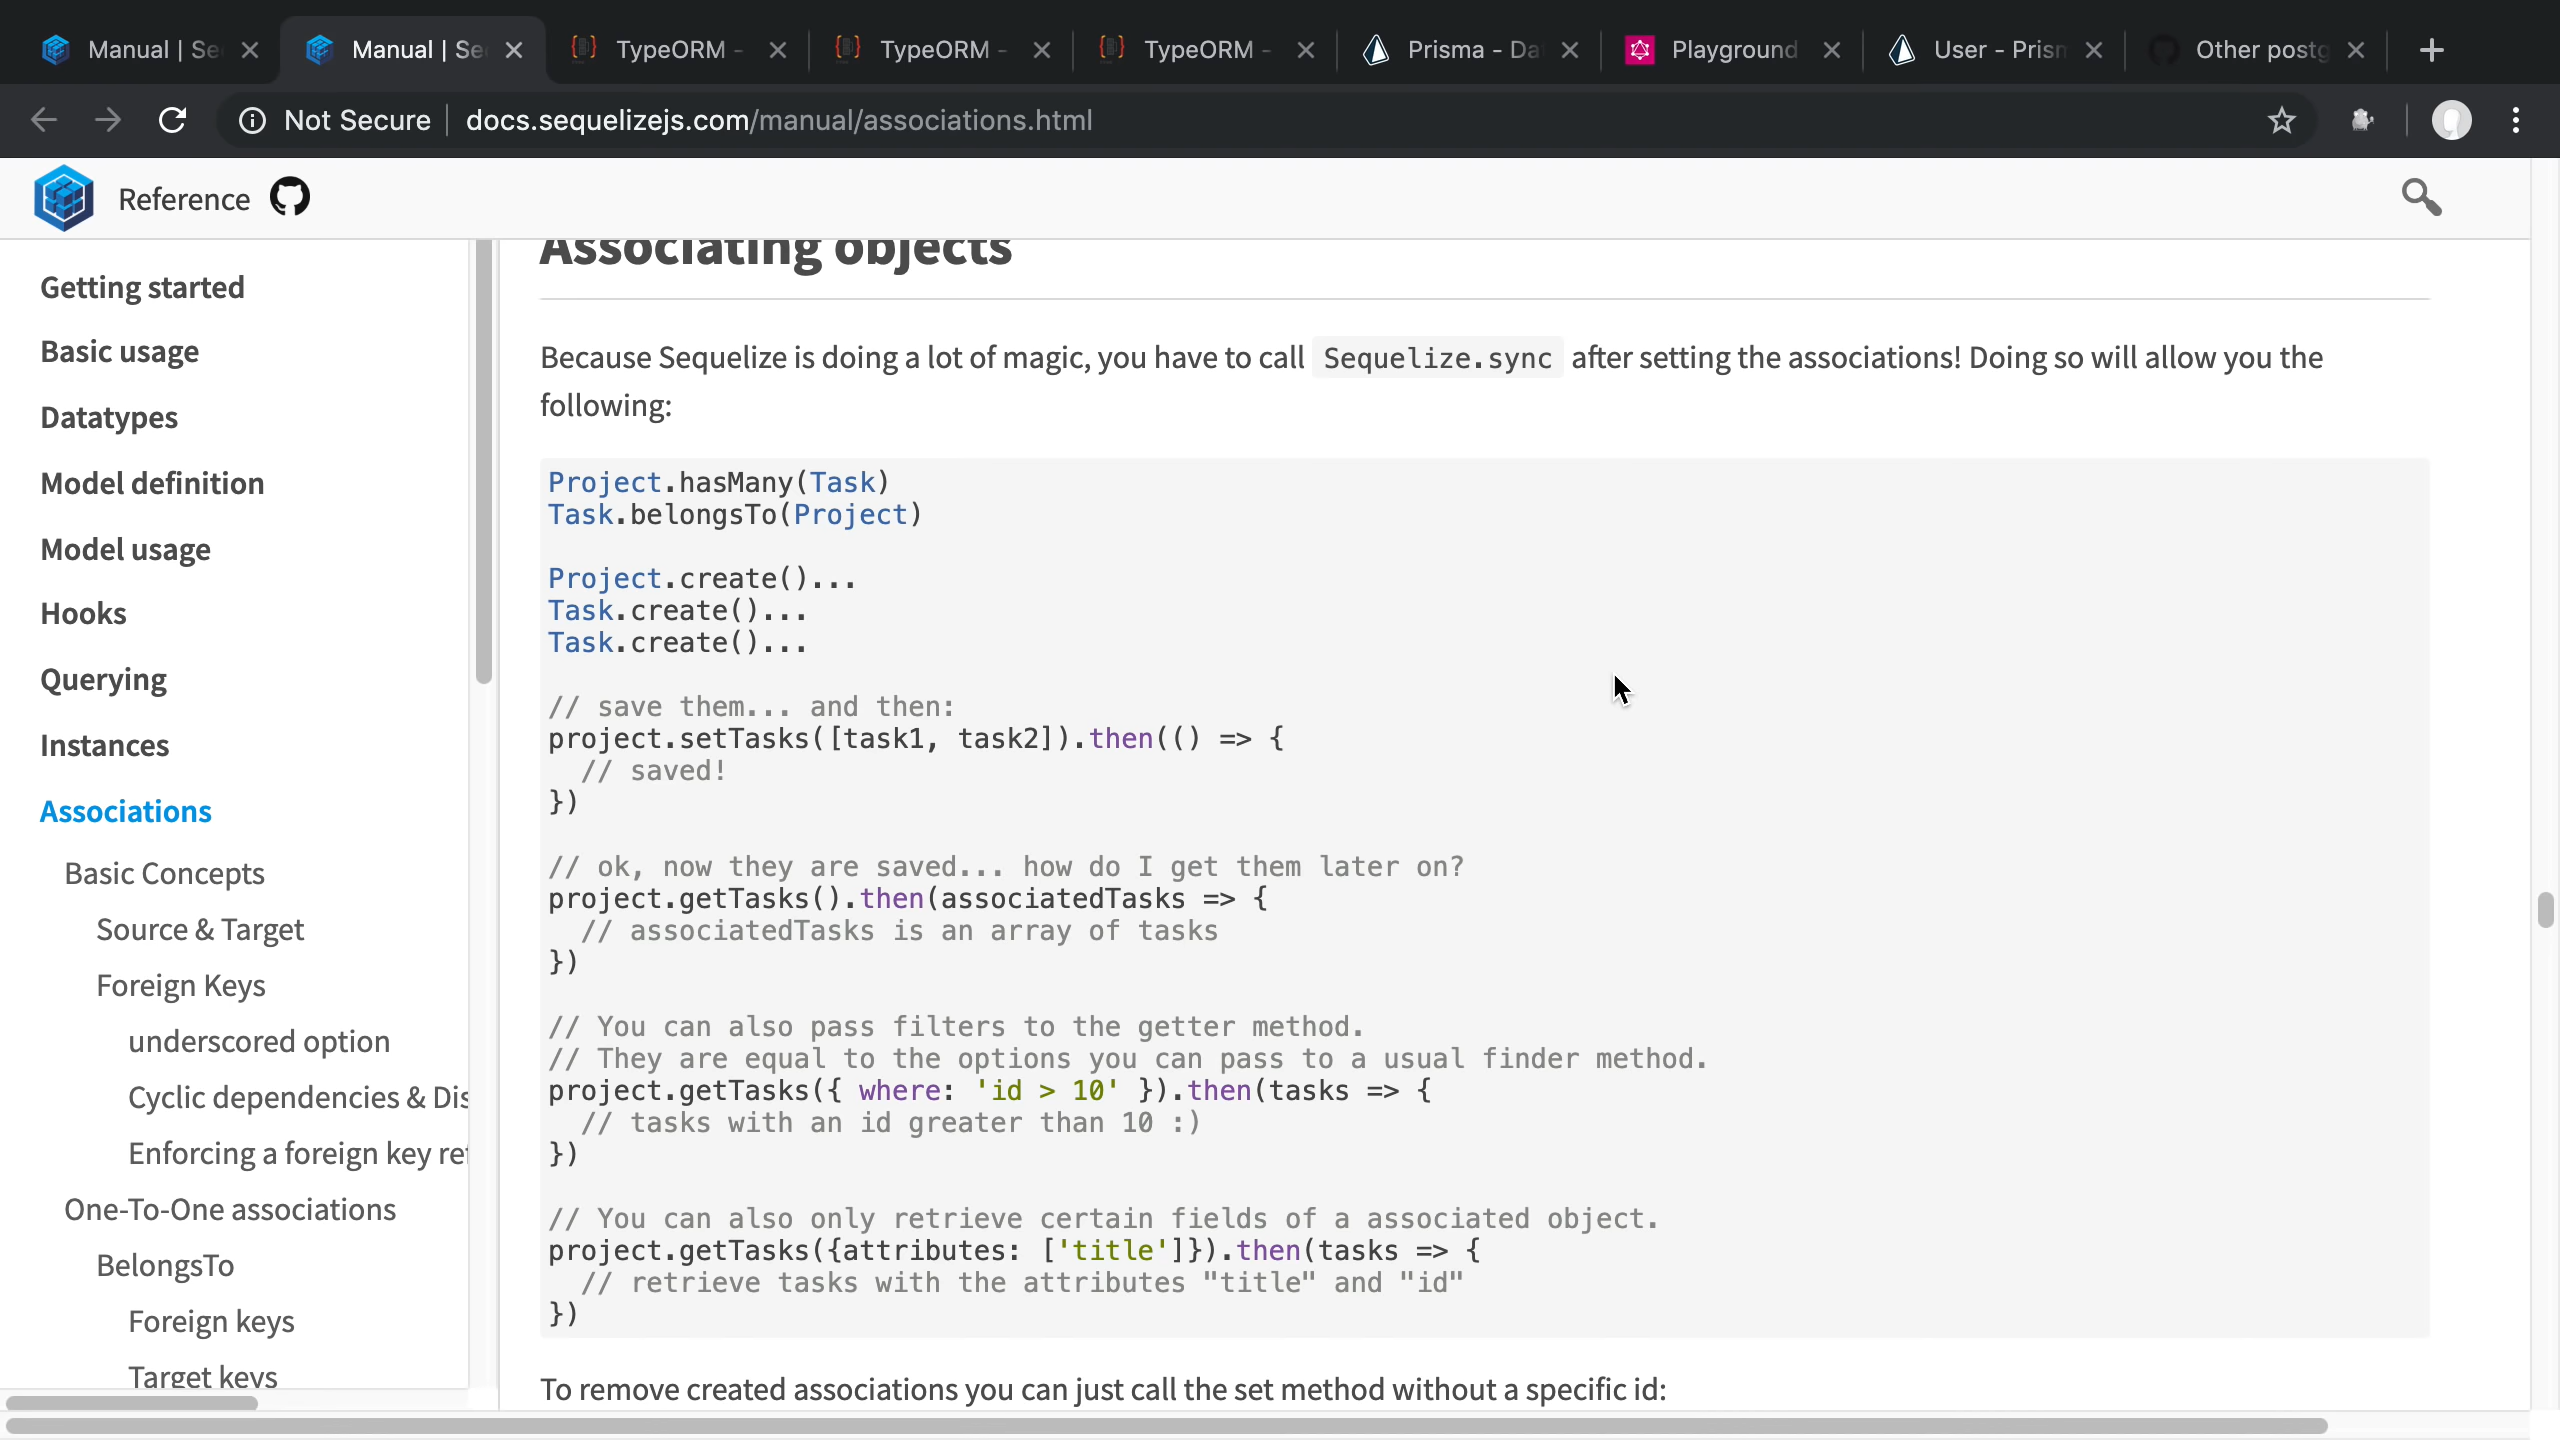 Manual | Se
Manual | Se
TypeORM -
TypeORM -
TypeORM -
Prisma - Da
Playground
User - Prism
Other postg
Not Secure
docs.sequelizejs.com/manual/associations.html
Reference
Getting started
Basic usage
Datatypes
Model definition
Model usage
Hooks
Querying
Instances
Associations
Basic Concepts
Source & Target
Foreign Keys
underscored option
Cyclic dependencies & Dis
Enforcing a foreign key re
One-To-One associations
BelongsTo
Foreign keys
Target keys
Associating objects
Because Sequelize is doing a lot of magic, you have to call Sequelize.sync after setting the associations! Doing so will allow you the
following:
Project.hasMany(Task)
Task.belongsTo(Project)
Project.create()...
Task.create()...
Task.create()...
// save them... and then:
project.setTasks([task1, task2]).then(() => {
// saved!
})
// ok, now they are saved... how do I get them later on?
project.getTasks().then(associatedTasks => {
// associatedTasks is an array of tasks
})
// You can also pass filters to the getter method.
// They are equal to the options you can pass to a usual finder method.
project.getTasks({ where: 'id > 10' }).then(tasks => {
// tasks with an id greater than 10 :)
})
// You can also only retrieve certain fields of a associated object.
project.getTasks({attributes: ['title']}).then(tasks => {
// retrieve tasks with the attributes "title" and "id"
})
To remove created associations you can just call the set method without a specific id: